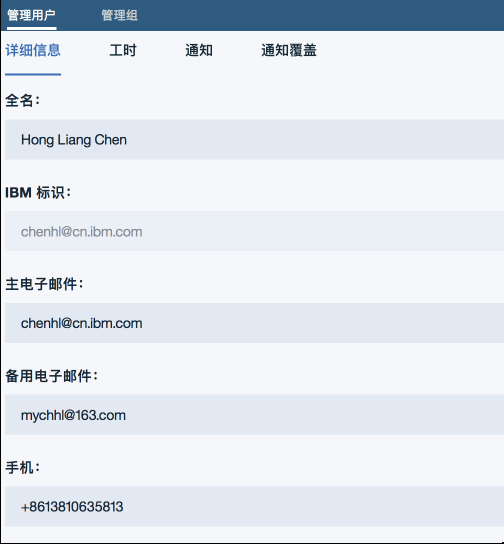 管理用户 管理组
详细信息 工时 通知 通知覆盖
全名：
Hong Liang Chen
IBM 标识：
chenhl@cn.ibm.com
主电子邮件：
chenhl@cn.ibm.com
备用电子邮件：
mychhl@163.com
手机：
+8613810635813